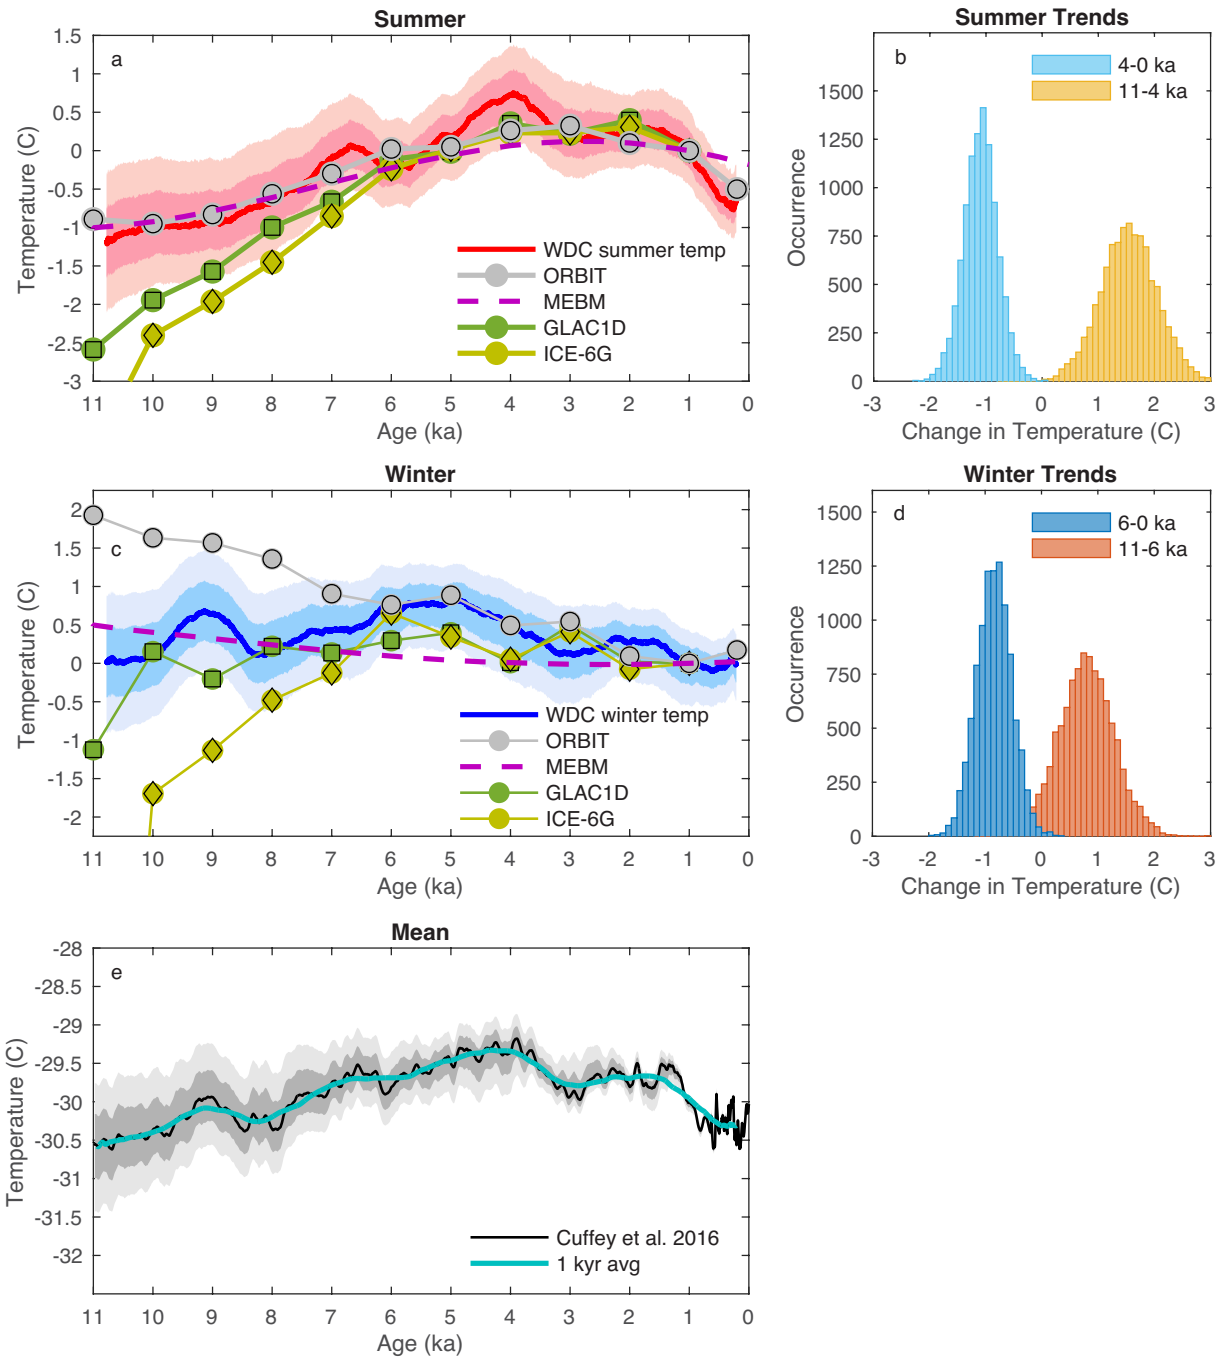 Summer
a
Temperature (C)
1.5
1
0.5
0
-0.5
-1
-1.5
-2
-2.5
-3
WDC summer temp
ORBIT
MEBM
GLAC1D
ICE-6G
11 10 9 8 7 6 5 4 3 2 1 0
Age (ka)
Summer Trends
b
4-0 ka
11-4 ka
Occurrence
1500
1250
1000
750
500
250
0
-3 -2 -1 0 1 2 3
Change in Temperature (C)
Winter
c
Temperature (C)
2
1.5
1
0.5
0
-0.5
-1
-1.5
-2
WDC winter temp
ORBIT
MEBM
GLAC1D
ICE-6G
11 10 9 8 7 6 5 4 3 2 1 0
Age (ka)
Winter Trends
d
6-0 ka
11-6 ka
Occurrence
1500
1250
1000
750
500
250
0
-3 -2 -1 0 1 2 3
Change in Temperature (C)
Mean
e
Temperature (C)
-28
-28.5
-29
-29.5
-30
-30.5
-31
-31.5
-32
Cuffey et al. 2016
1 kyr avg
11 10 9 8 7 6 5 4 3 2 1 0
Age (ka)